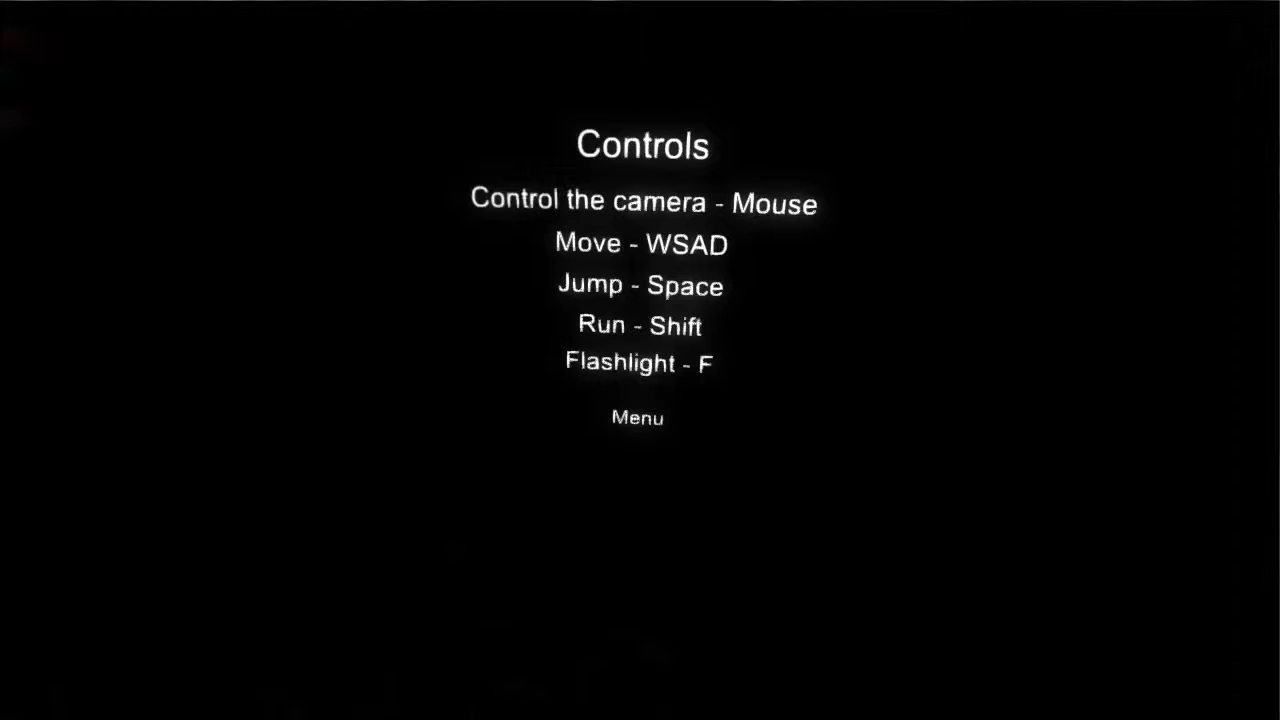 Controls
Control the camera - Mouse
Move - WSAD
Jump - Space
Run - Shift
Flashlight - F
Menu